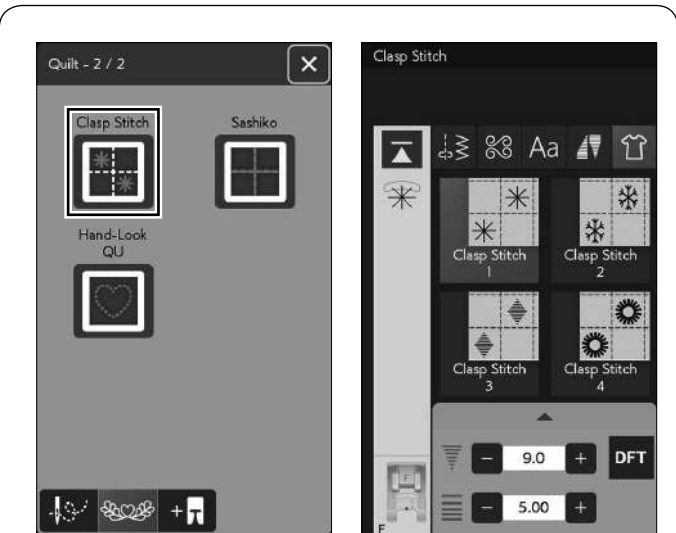 Quilt - 2 / 2
Clasp Stitch
Sashiko
Hand-Look
QU
Clasp Stitch
Aa
Clasp Stitch
1
Clasp Stitch
2
Clasp Stitch
3
Clasp Stitch
4
- 9.0 + DFT
- 5.00 +
F
F